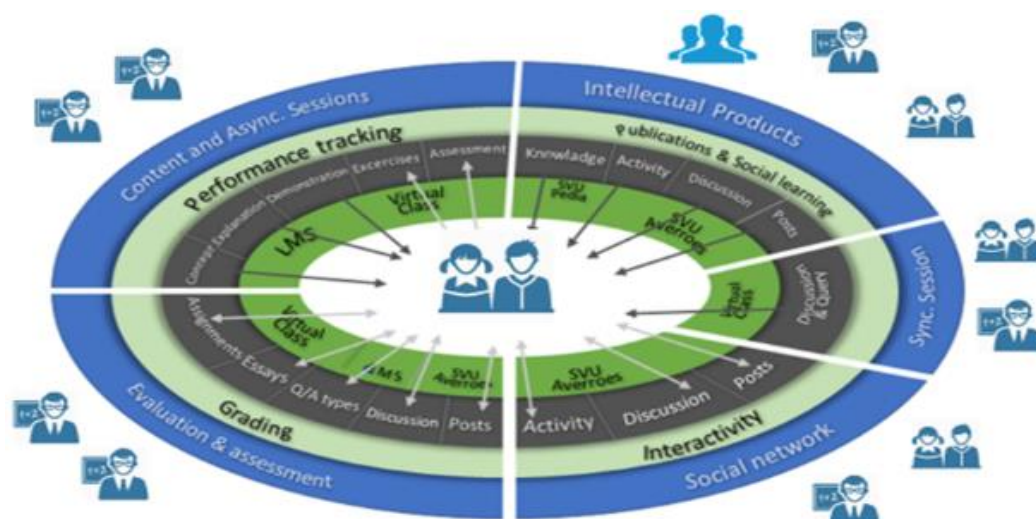 Content and Async. Sessions
Performance tracking
Concept
Explanation
Demonstration
Excercises
Assessment
LMS
Virtual
Class
Intellectual Products
Publications & Social learning
Knowladge
Activity
Discussion
Posts
SVU
Pedia
SVU
Averroes
Sync. Session
Discussion
& Query
Virtual
Class
Social network
Interactivity
Activity
Discussion
Posts
SVU
Averroes
Evaluation & assessment
Grading
Assignments
Essays
Q/A types
Discussion
Posts
Virtual
Class
LMS
SVU
Averroes